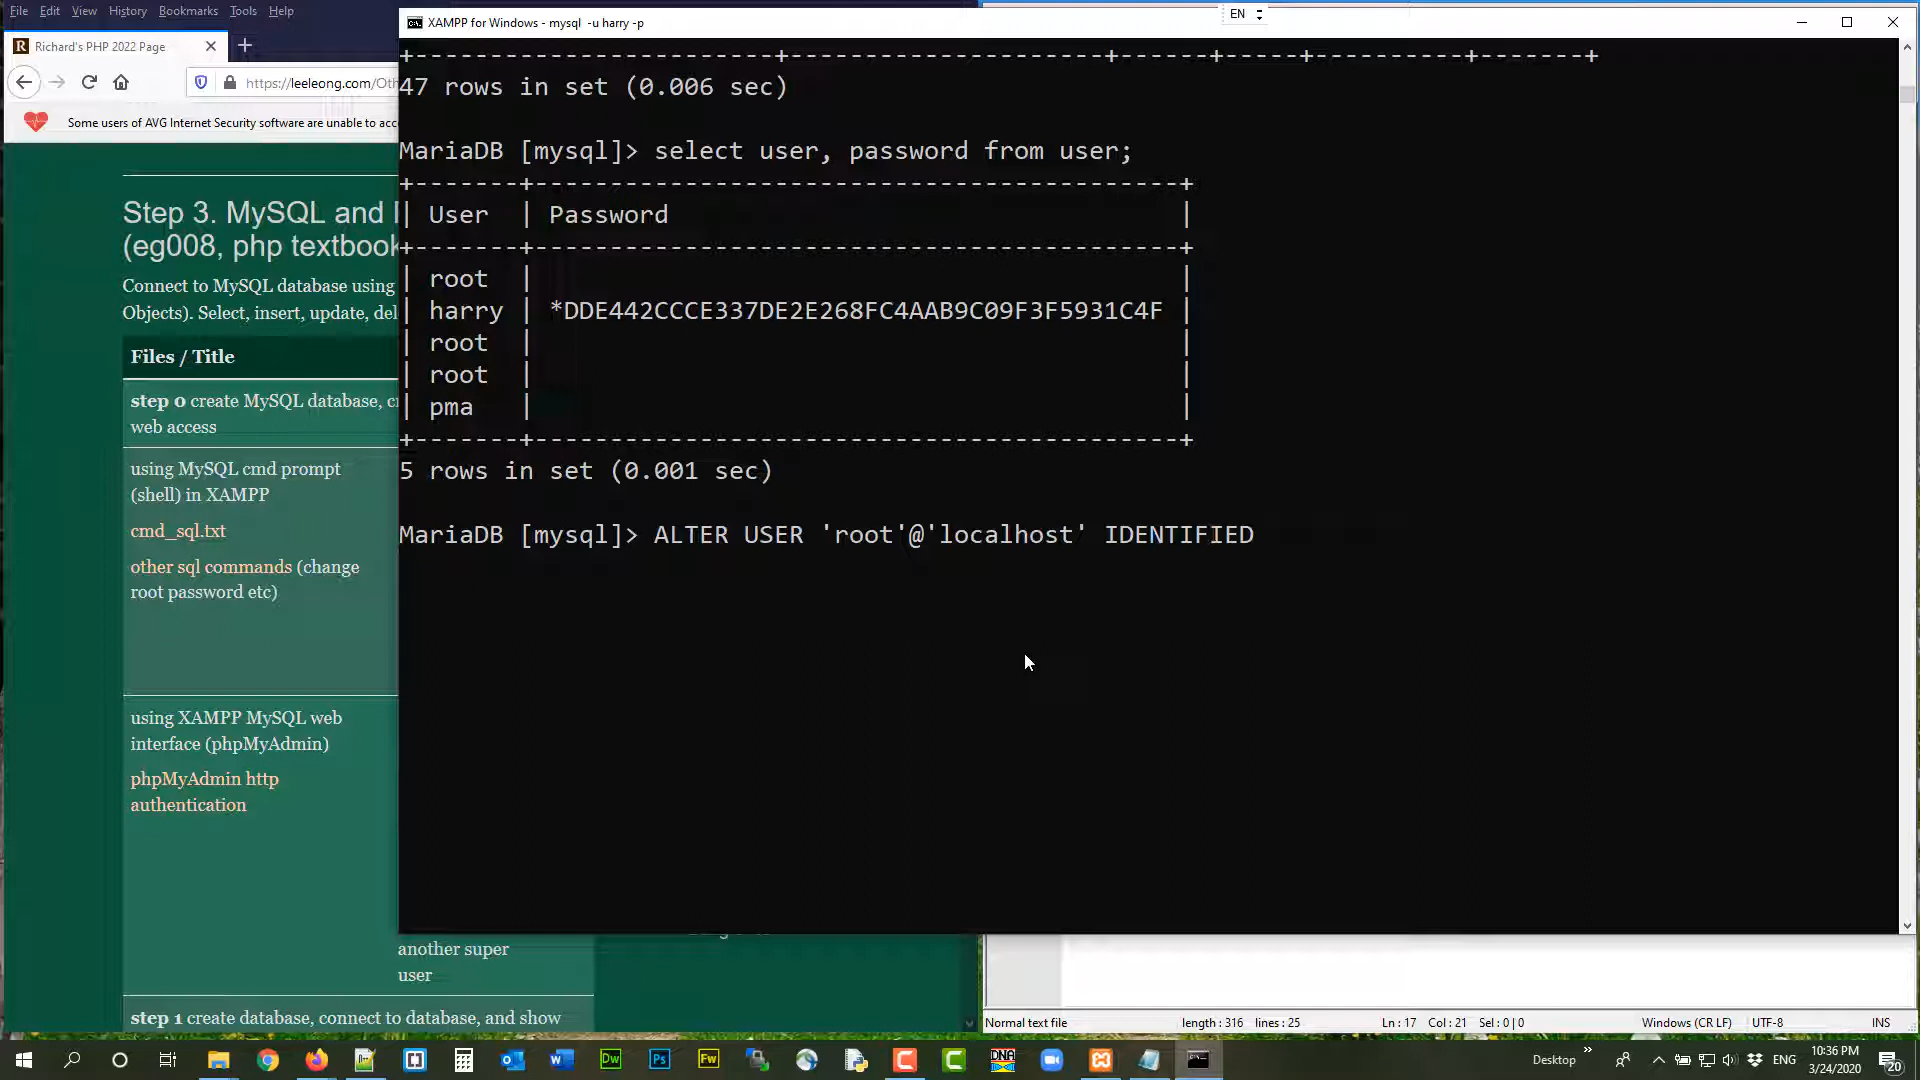 File Edit View History Bookmarks Tools Help
Richard's PHP 2022 Page
https://leeleong.com/Oth
Some users of AVG Internet Security software are unable to acc
Step 3. MySQL and
(eg008, php textbook
Connect to MySQL database using
Objects). Select, insert, update, del
Files / Title
step 0 create MySQL database, c
web access
using MySQL cmd prompt
(shell) in XAMPP
cmd_sql.txt
other sql commands (change
root password etc)
using XAMPP MySQL web
interface (phpMyAdmin)
phpMyAdmin http
authentication
another super
user
step 1 create database, connect to database, and show
XAMPP for Windows - mysql -u harry -p
EN
+-------------------------+----------------------+------+-----+----------+-------+
47 rows in set (0.006 sec)
MariaDB [mysql]> select user, password from user;
+-------+-------------------------------------------+
| User | Password |
+-------+-------------------------------------------+
| root | |
| harry | *DDE442CCCE337DE2E268FC4AAB9C09F3F5931C4F |
| root | |
| root | |
| pma | |
+-------+-------------------------------------------+
5 rows in set (0.001 sec)
MariaDB [mysql]> ALTER USER 'root'@'localhost' IDENTIFIED
Normal text file length : 316 lines : 25 Ln : 17 Col : 21 Sel : 0 | 0 Windows (CR LF) UTF-8 INS
Dw Ps Fw DNA
Desktop » ENG
10:36 PM
3/24/2020
20